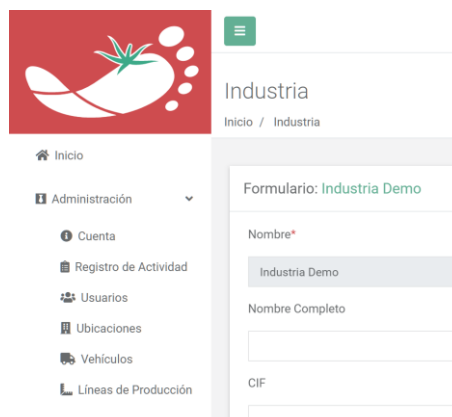 Industria
Inicio / Industria
Inicio
Administración
Cuenta
Registro de Actividad
Usuarios
Ubicaciones
Vehículos
Líneas de Producción
Formulario: Industria Demo
Nombre*
Industria Demo
Nombre Completo
CIF